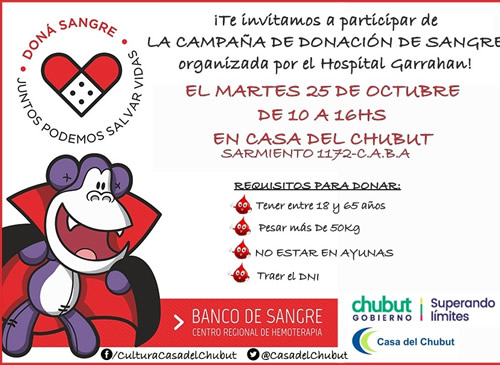 DONÁ SANGRE
JUNTOS PODEMOS SALVAR VIDAS
¡Te invitamos a participar de
LA CAMPAÑA DE DONACIÓN DE SANGRE
organizada por el Hospital Garrahan!
EL MARTES 25 DE OCTUBRE
DE 10 A 16HS
EN CASA DEL CHUBUT
SARMIENTO 1172-C.A.B.A
REQUISITOS PARA DONAR:
Tener entre 18 y 65 años
Pesar más de 50Kg
NO ESTAR EN AYUNAS
Traer el DNI
> BANCO DE SANGRE
CENTRO REGIONAL DE HEMOTERAPIA
chubut
GOBIERNO
Superando
límites
Casa del Chubut
/CulturaCasadelChubut
@CasadelChubut